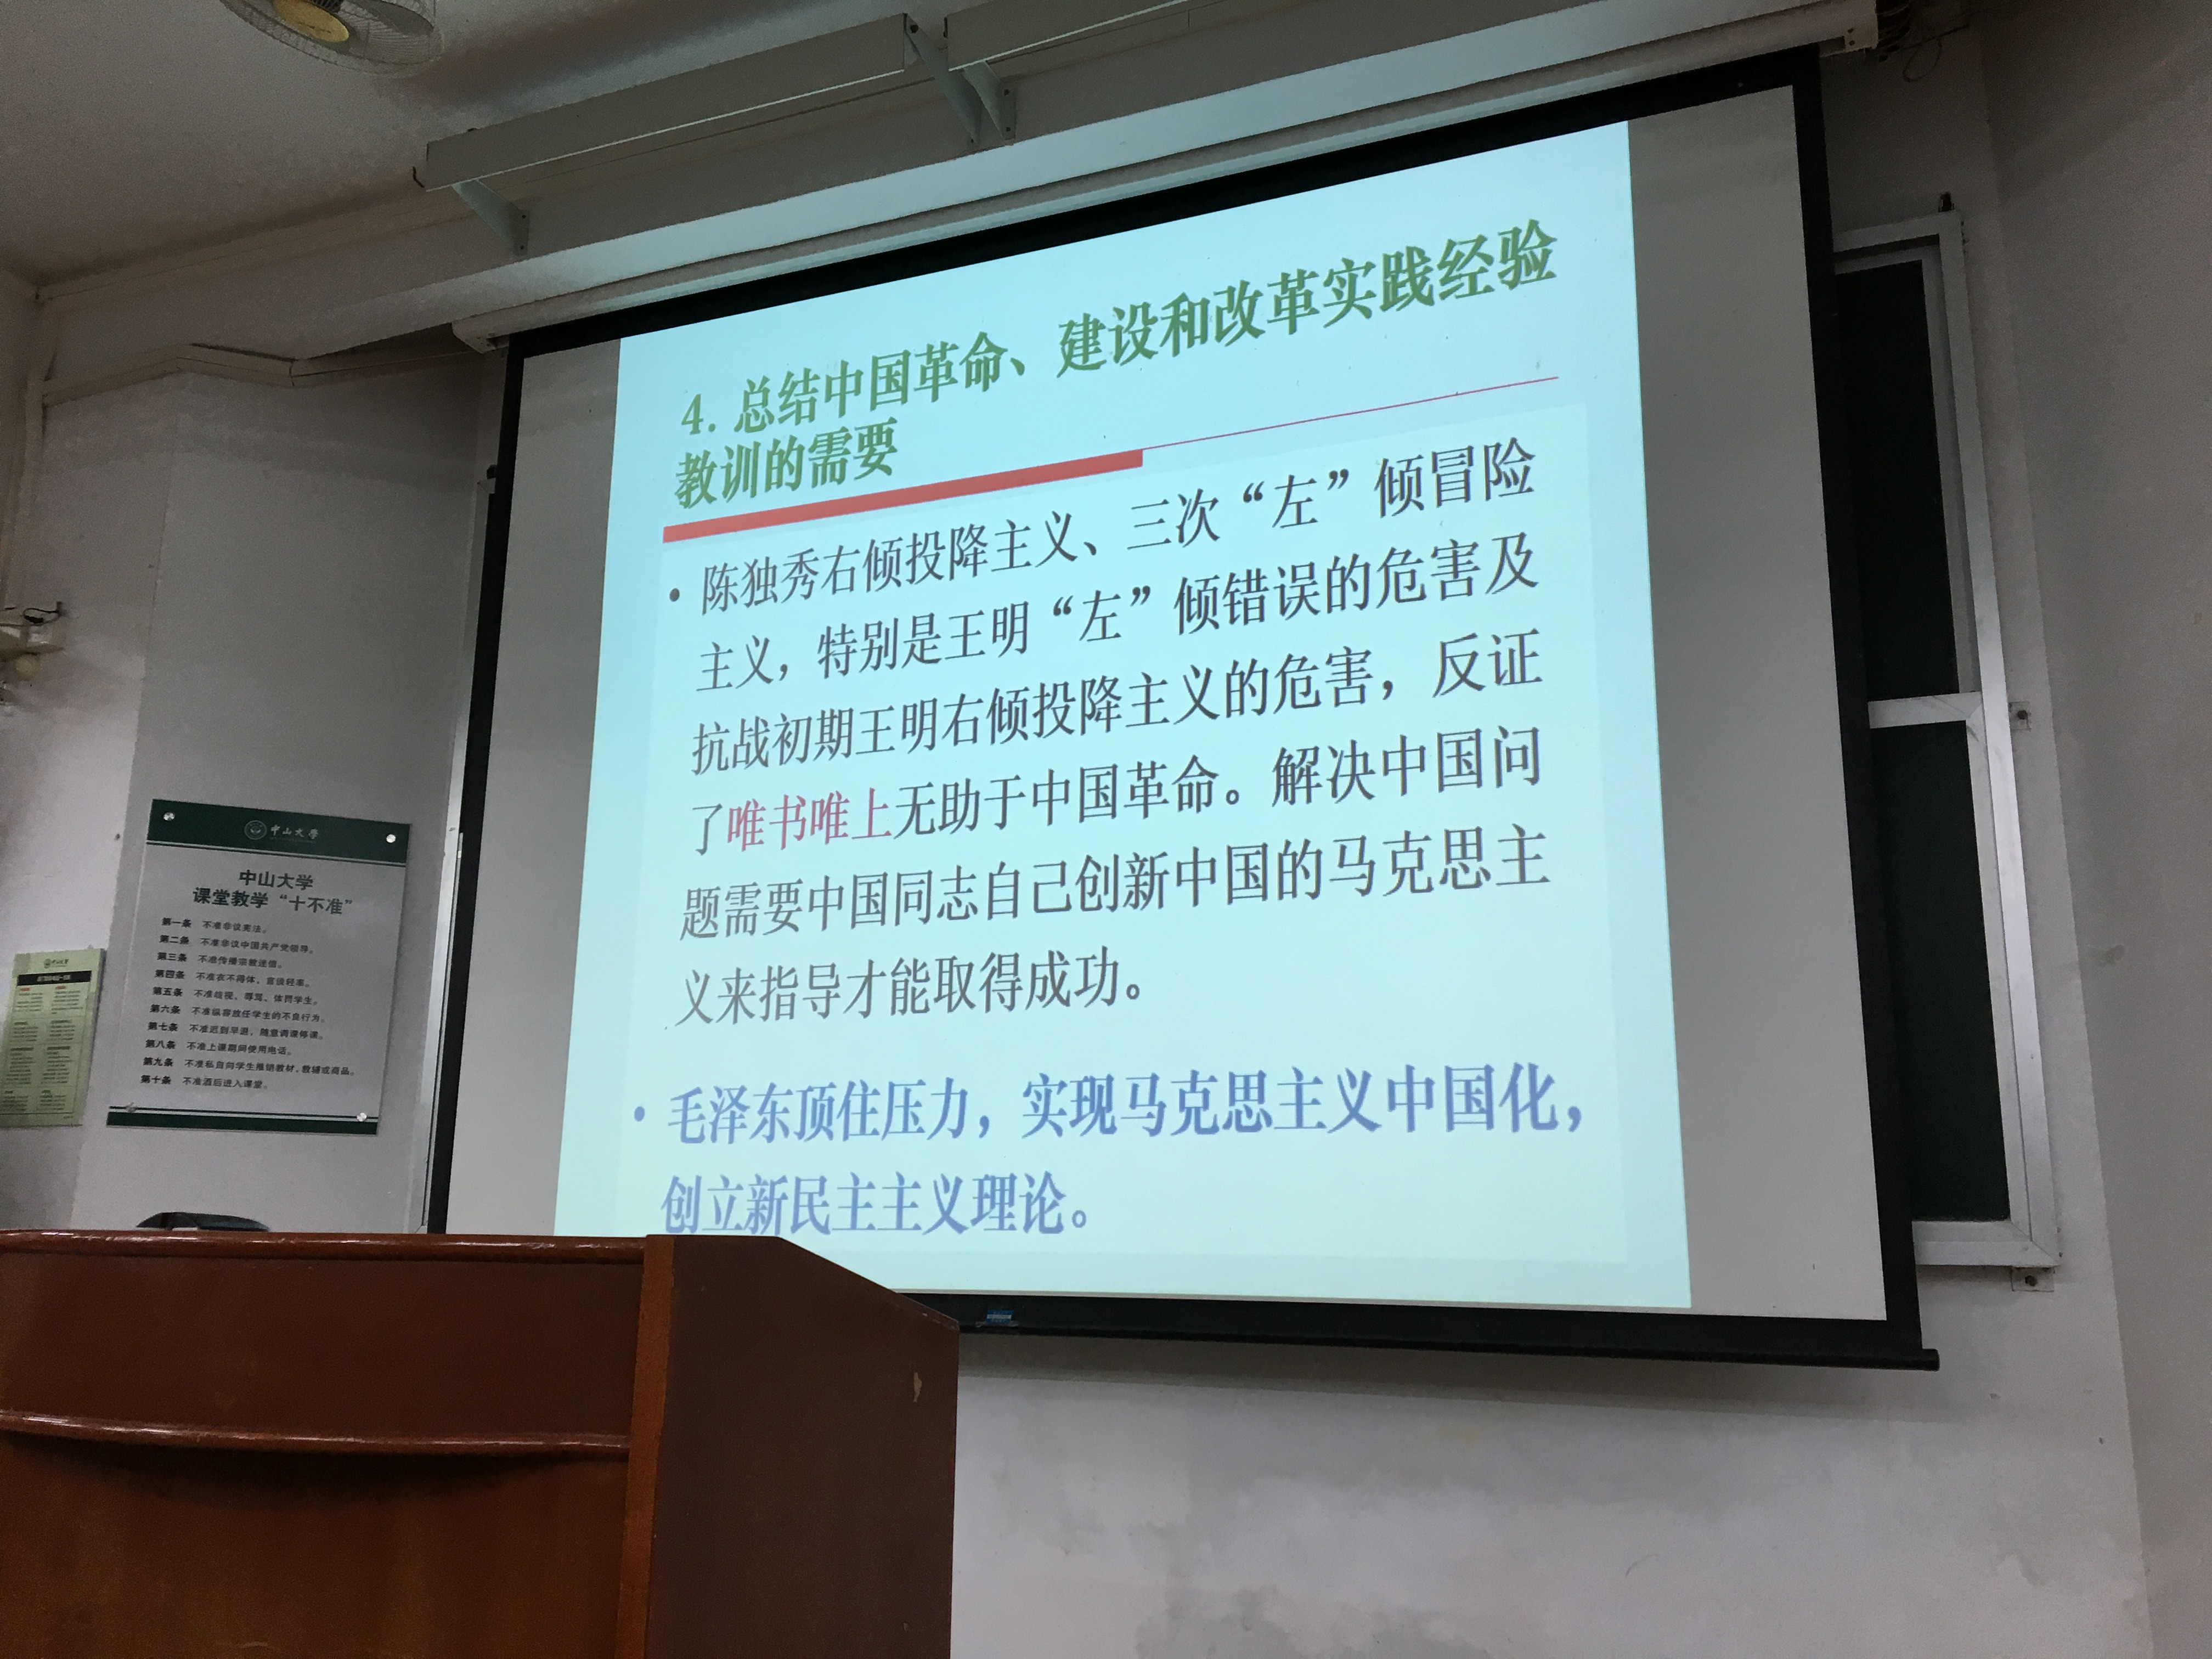 4. 总结中国革命、建设和改革实践经验
教训的需要
• 陈独秀右倾投降主义、三次“左”倾冒险
主义，特别是王明“左”倾错误的危害及
抗战初期王明右倾投降主义的危害，反证
了唯书唯上无助于中国革命。解决中国问
题需要中国同志自己创新中国的马克思主
义来指导才能取得成功。
• 毛泽东顶住压力，实现马克思主义中国化，
创立新民主主义理论。
中山大学
中山大学
课堂教学“十不准”
第一条 不准非议宪法。
第二条 不准非议中国共产党领导。
第三条 不准传播宗教迷信。
第四条 不准衣不得体、言谈轻率。
第五条 不准歧视、辱骂、体罚学生。
第六条 不准纵容放任学生的不良行为。
第七条 不准迟到早退，随意调课停课。
第八条 不准上课期间使用电话。
第九条 不准私自向学生推销教材，教辅或商品。
第十条 不准酒后进入课堂。